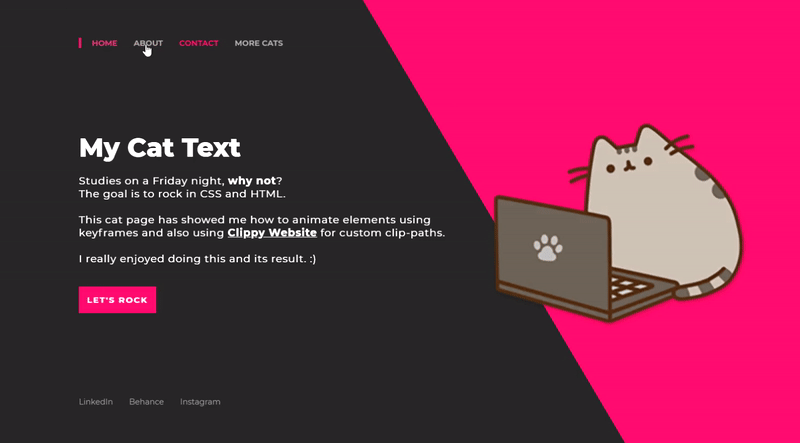 HOME ABOUT CONTACT MORE CATS
My Cat Text
Studies on a Friday night, why not?
The goal is to rock in CSS and HTML.
This cat page has showed me how to animate elements using
keyframes and also using Clippy Website for custom clip-paths.
I really enjoyed doing this and its result. :)
LET'S ROCK
LinkedIn Behance Instagram